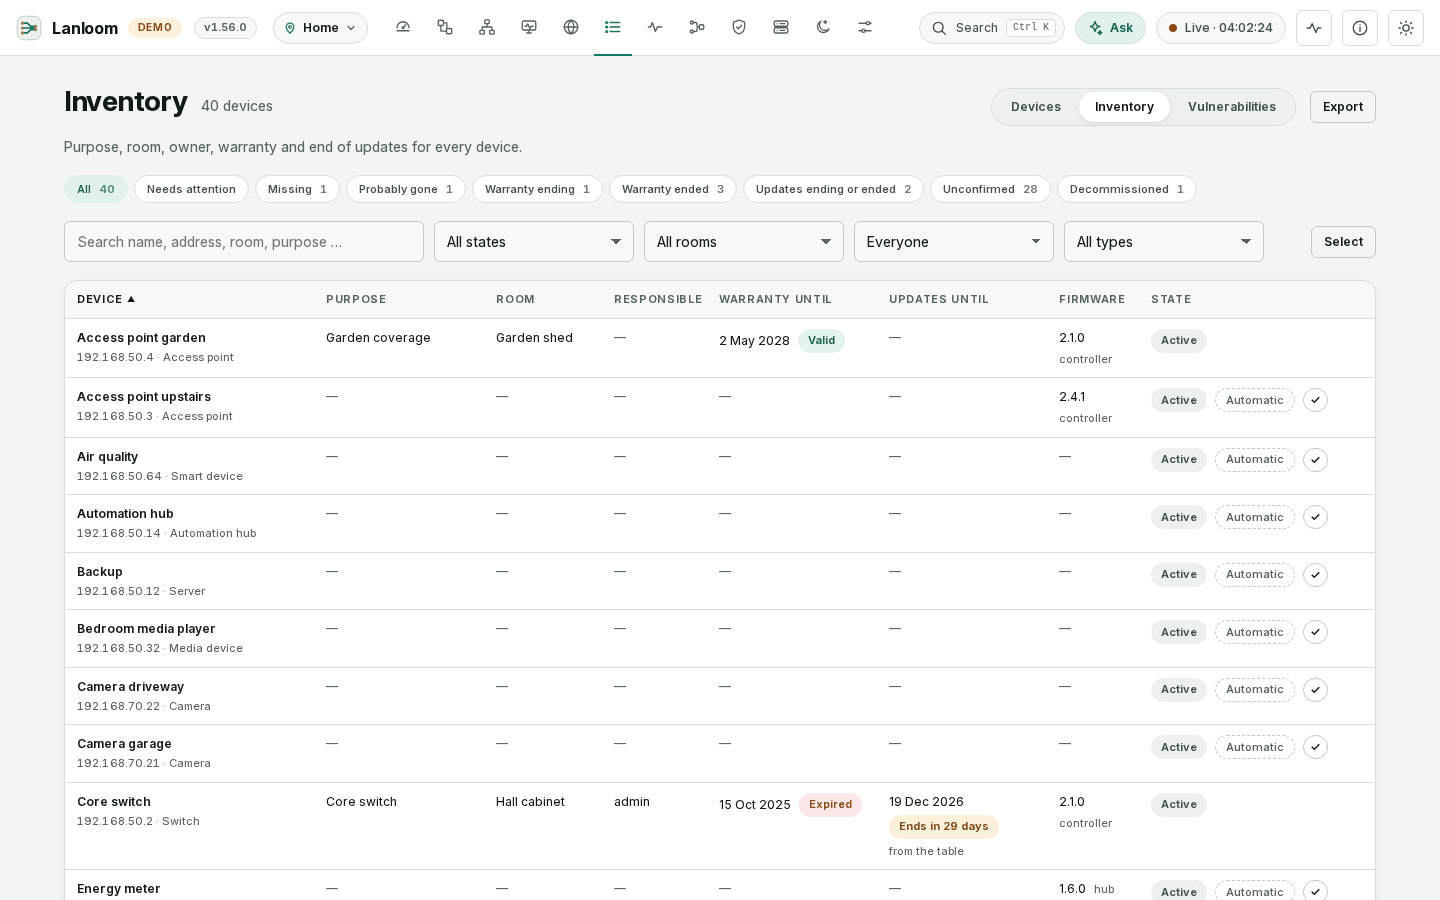 Lanloom DEMO v1.56.0 Home Search Ctrl K Ask Live · 04:02:24
Inventory 40 devices Devices Inventory Vulnerabilities Export
Purpose, room, owner, warranty and end of updates for every device.
All 40 Needs attention Missing 1 Probably gone 1 Warranty ending 1 Warranty ended 3 Updates ending or ended 2 Unconfirmed 28 Decommissioned 1
Search name, address, room, purpose ... All states All rooms Everyone All types Select
DEVICE ▲ PURPOSE ROOM RESPONSIBLE WARRANTY UNTIL UPDATES UNTIL FIRMWARE STATE
Access point garden Garden coverage Garden shed — 2 May 2028 Valid — 2.1.0 Active
192.168.50.4 · Access point controller
Access point upstairs — — — — — 2.4.1 Active Automatic
192.168.50.3 · Access point controller
Air quality — — — — — — Active Automatic
192.168.50.64 · Smart device
Automation hub — — — — — — Active Automatic
192.168.50.14 · Automation hub
Backup — — — — — — Active Automatic
192.168.50.12 · Server
Bedroom media player — — — — — — Active Automatic
192.168.50.32 · Media device
Camera driveway — — — — — — Active Automatic
192.168.70.22 · Camera
Camera garage — — — — — — Active Automatic
192.168.70.21 · Camera
Core switch Core switch Hall cabinet admin 15 Oct 2025 Expired 19 Dec 2026 2.1.0 Active
192.168.50.2 · Switch Ends in 29 days controller
from the table
Energy meter — — — — — 1.6.0 hub Active Automatic